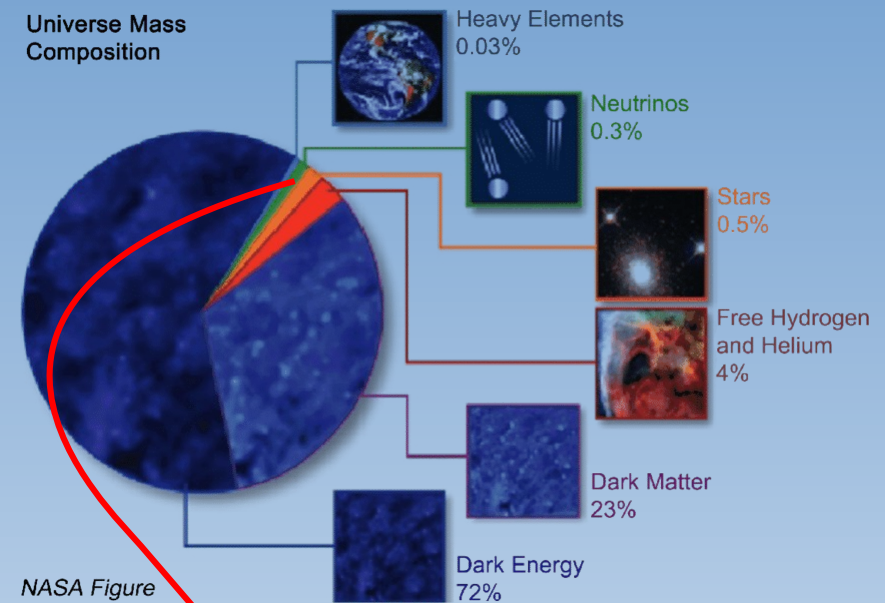 Universe Mass
Composition
Heavy Elements
0.03%
Neutrinos
0.3%
Stars
0.5%
Free Hydrogen
and Helium
4%
Dark Matter
23%
Dark Energy
72%
NASA Figure